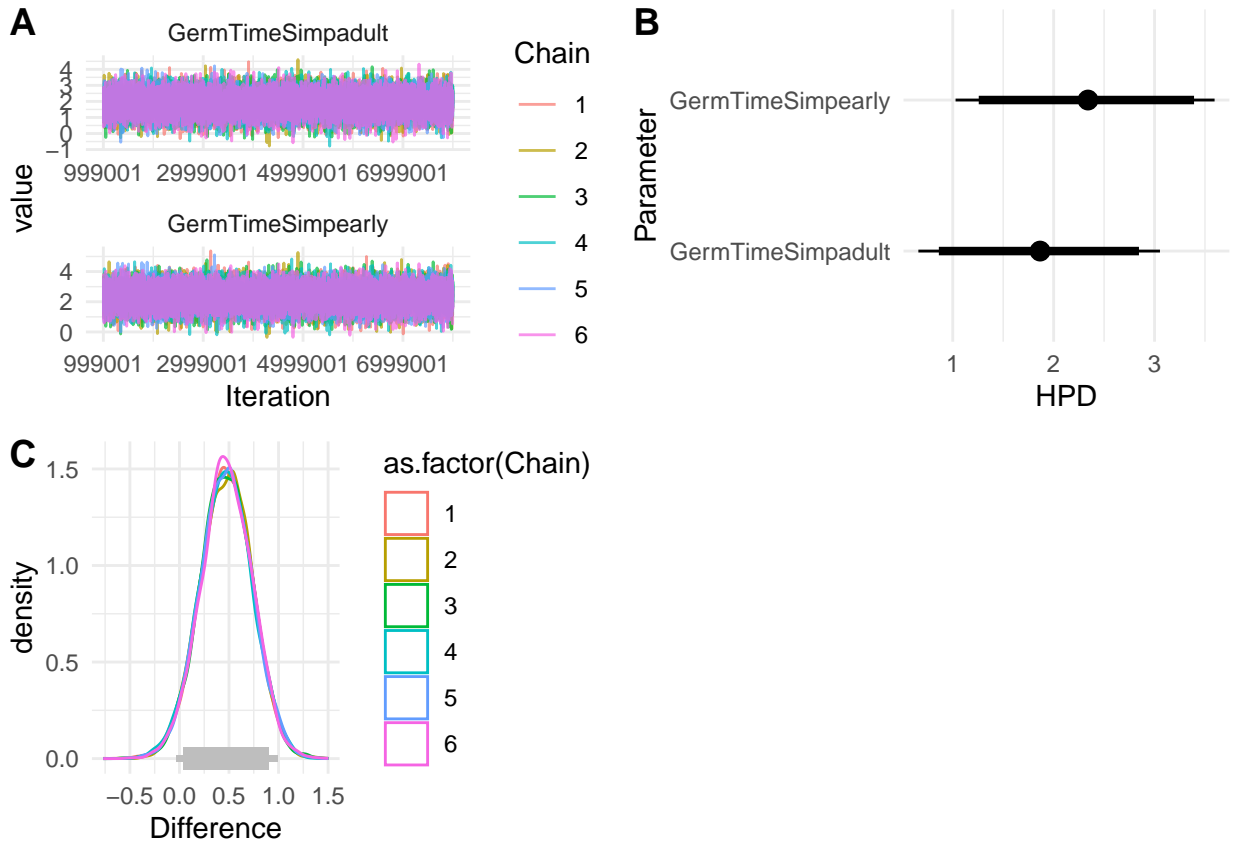 A
GermTimeSimpadult
4
3
2
1
0
−1
999001 2999001 4999001 6999001
value
GermTimeSimpearly
4
2
0
999001 2999001 4999001 6999001
Iteration
Chain
1
2
3
4
5
6
B
Parameter
GermTimeSimpearly
GermTimeSimpadult
1 2 3
HPD
C
density
1.5
1.0
0.5
0.0
−0.5 0.0 0.5 1.0 1.5
Difference
as.factor(Chain)
1
2
3
4
5
6